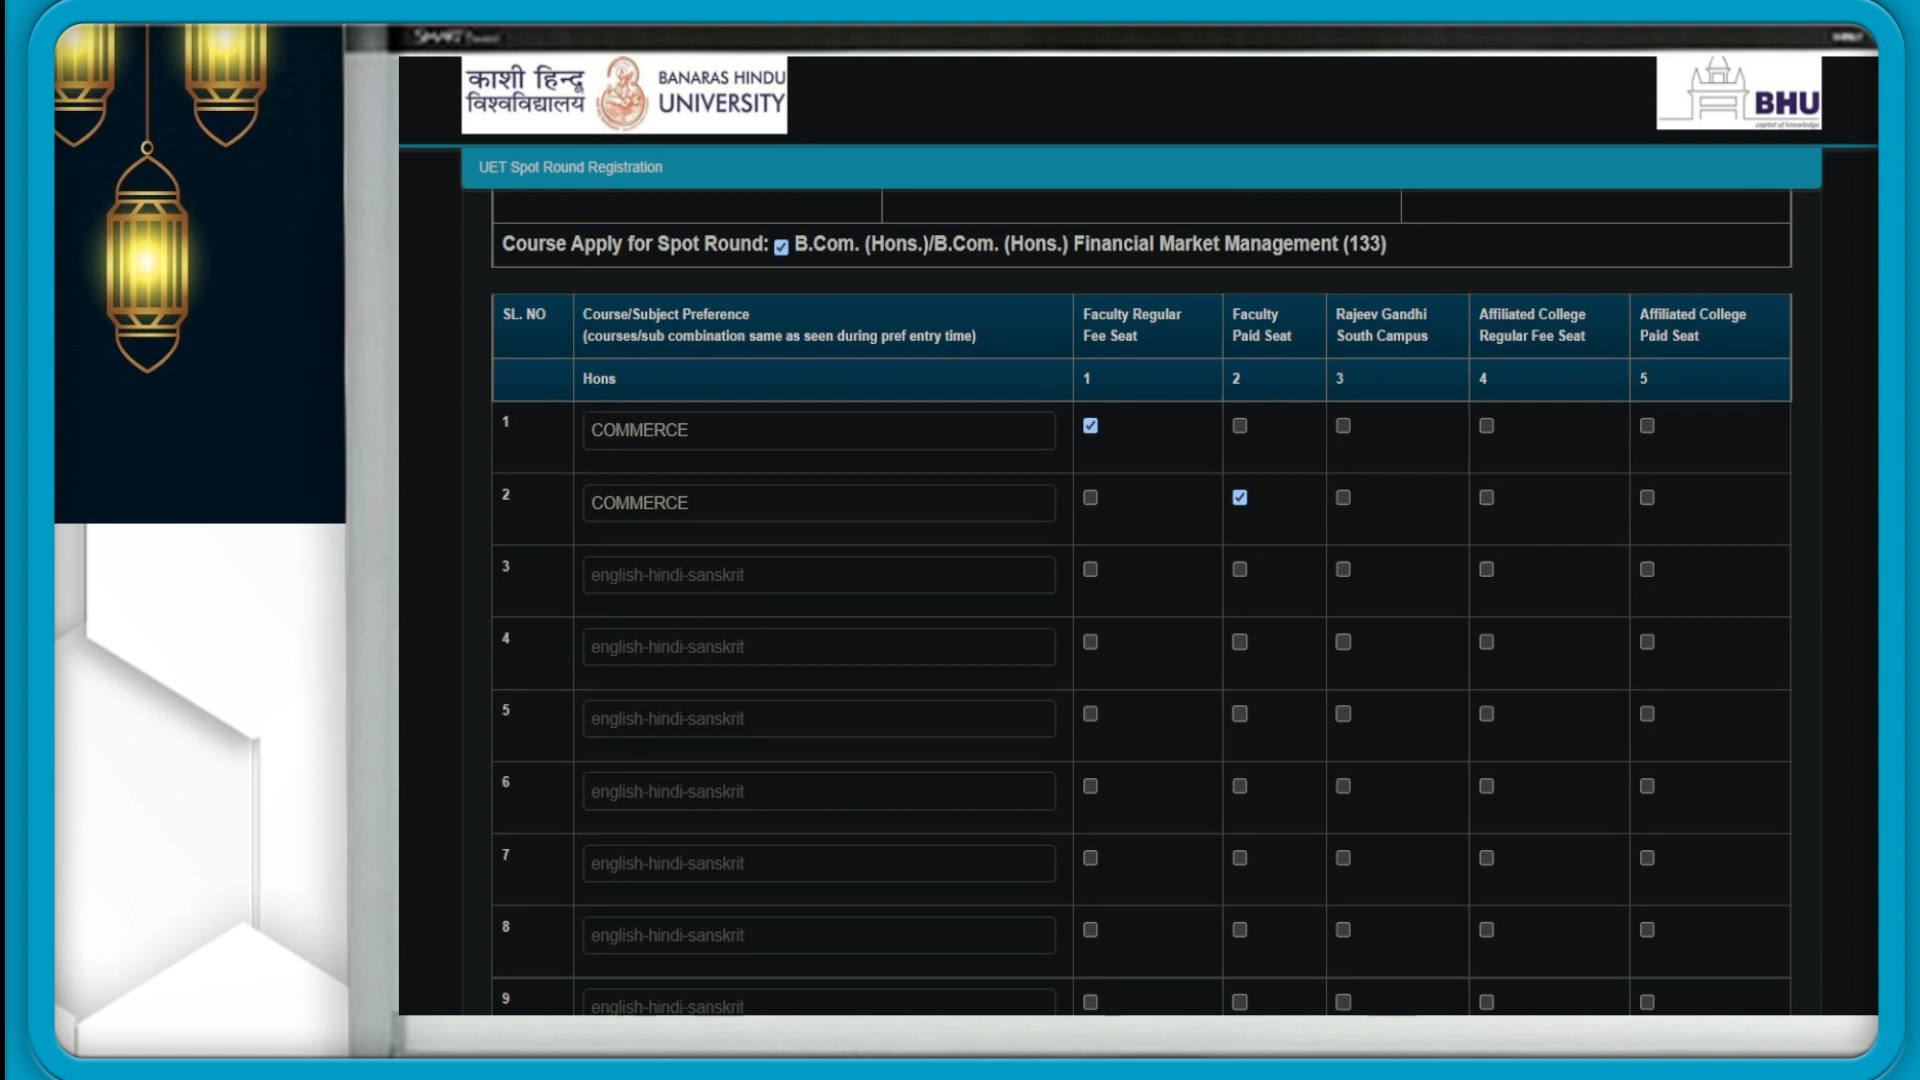 SMART
काशी हिन्दू
विश्वविद्यालय
BANARAS HINDU
UNIVERSITY
BHU
capital of knowledge
UET Spot Round Registration
Course Apply for Spot Round: B.Com. (Hons.)/B.Com. (Hons.) Financial Market Management (133)
SL. NO
Course/Subject Preference
(courses/sub combination same as seen during pref entry time)
Faculty Regular
Fee Seat
Faculty
Paid Seat
Rajeev Gandhi
South Campus
Affiliated College
Regular Fee Seat
Affiliated College
Paid Seat
Hons 1 2 3 4 5
1 COMMERCE
2 COMMERCE
3 english-hindi-sanskrit
4 english-hindi-sanskrit
5 english-hindi-sanskrit
6 english-hindi-sanskrit
7 english-hindi-sanskrit
8 english-hindi-sanskrit
9 english-hindi-sanskrit